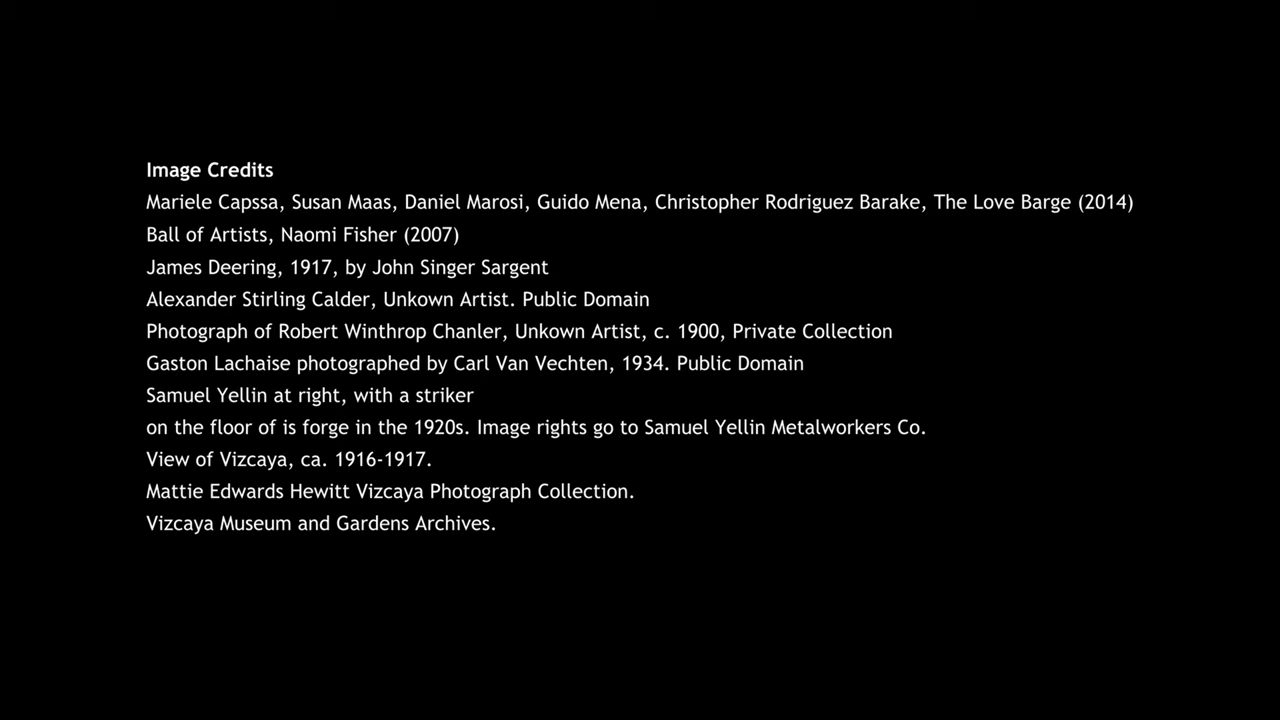 Image Credits
Mariele Capssa, Susan Maas, Daniel Marosi, Guido Mena, Christopher Rodriguez Barake, The Love Barge (2014)
Ball of Artists, Naomi Fisher (2007)
James Deering, 1917, by John Singer Sargent
Alexander Stirling Calder, Unkown Artist. Public Domain
Photograph of Robert Winthrop Chanler, Unkown Artist, c. 1900, Private Collection
Gaston Lachaise photographed by Carl Van Vechten, 1934. Public Domain
Samuel Yellin at right, with a striker
on the floor of is forge in the 1920s. Image rights go to Samuel Yellin Metalworkers Co.
View of Vizcaya, ca. 1916-1917.
Mattie Edwards Hewitt Vizcaya Photograph Collection.
Vizcaya Museum and Gardens Archives.